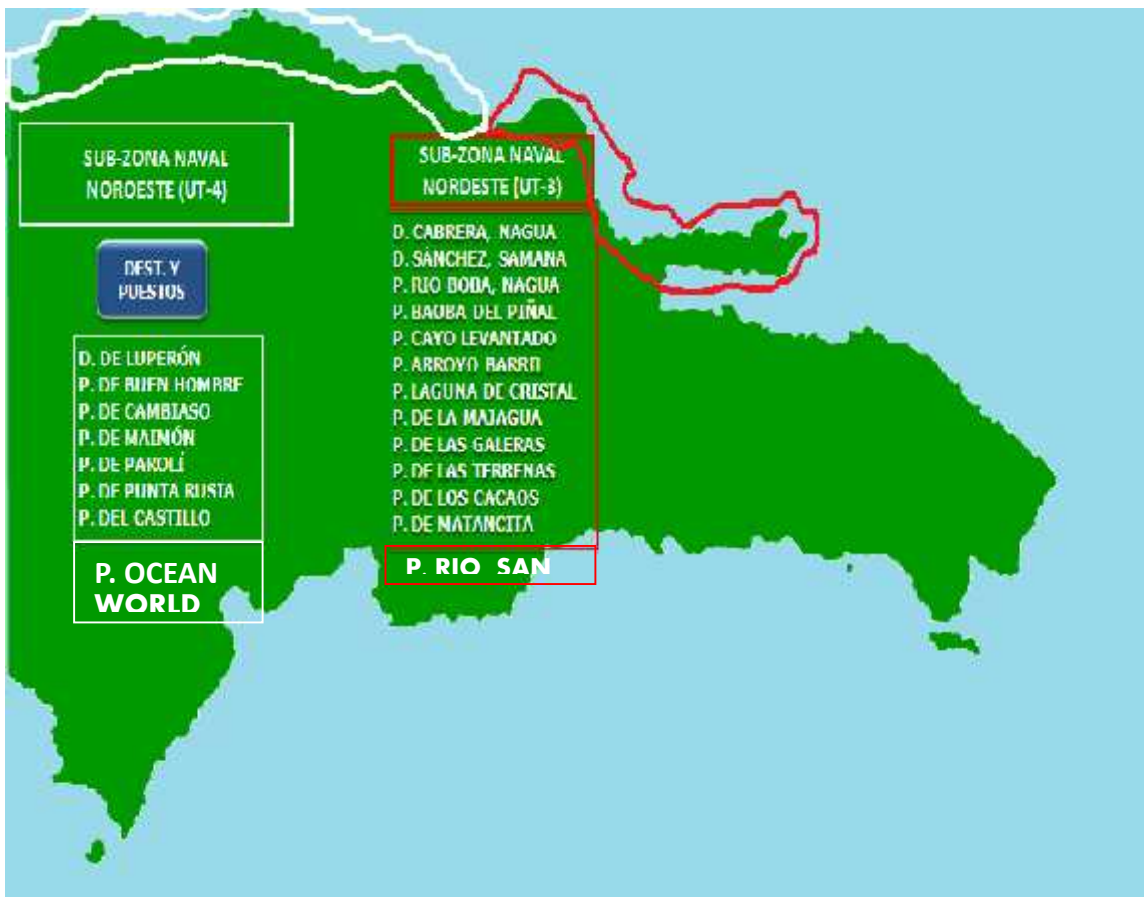 SUB-ZONA NAVAL
NOROESTE (UT-4)
DEST. Y
PUESTOS
D. DE LUPERÓN
P. DE BUEN HOMBRE
P. DE CAMBIASO
P. DE MAIMÓN
P. DE PAROLÍ
P. DE PUNTA RUSIA
P. DEL CASTILLO
P. OCEAN
WORLD
SUB-ZONA NAVAL
NORDESTE (UT-3)
D. CABRERA, NAGUA
D. SÁNCHEZ, SAMANA
P. RIO BOBA, NAGUA
P. BAOBA DEL PIÑAL
P. CAYO LEVANTADO
P. ARROYO BARRIL
P. LAGUNA DE CRISTAL
P. DE LA MAJAGUA
P. DE LAS GALERAS
P. DE LAS TERRENAS
P. DE LOS CACAOS
P. DE MATANCITA
P. RIO SAN